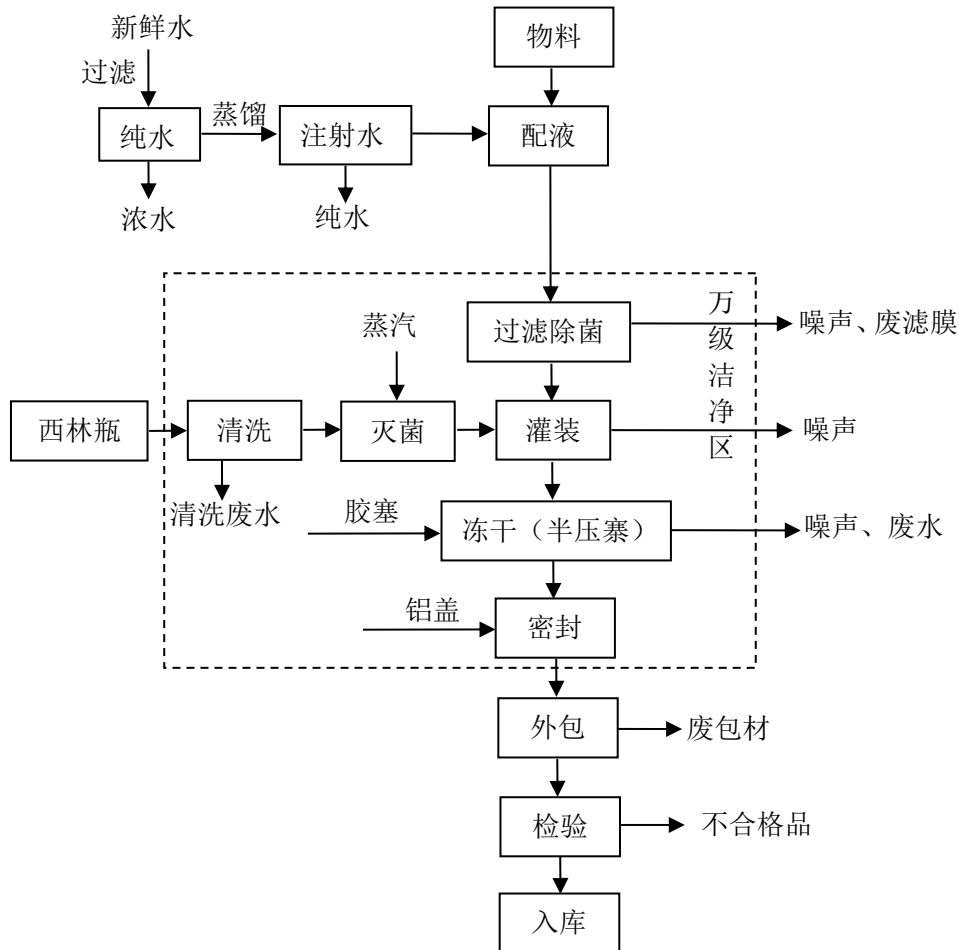 新鲜水
物料
过滤
蒸馏
纯水
注射水
配液
浓水
纯水
万级洁净区
蒸汽
过滤除菌
噪声、废滤膜
西林瓶
清洗
灭菌
灌装
噪声
清洗废水
胶塞
冻干（半压寨）
噪声、废水
铝盖
密封
外包
废包材
检验
不合格品
入库